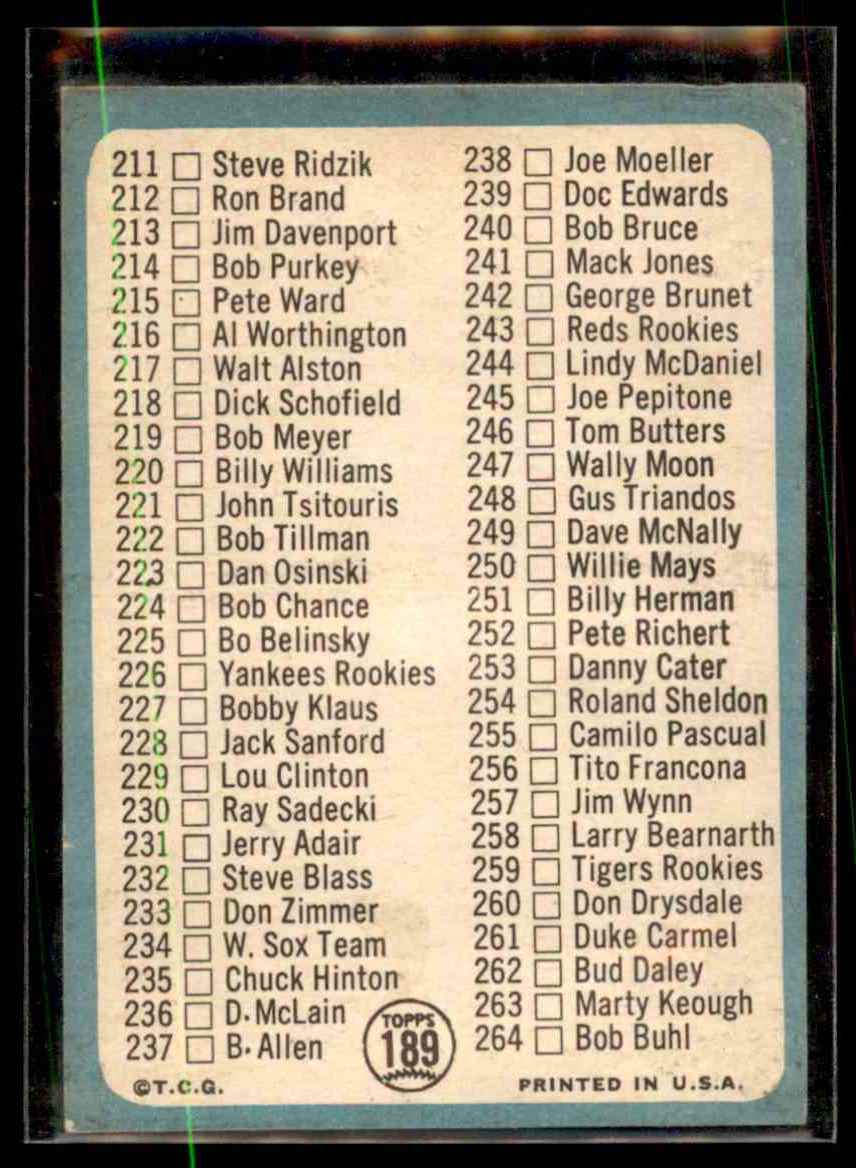 211 Steve Ridzik
212 Ron Brand
213 Jim Davenport
214 Bob Purkey
215 Pete Ward
216 Al Worthington
217 Walt Alston
218 Dick Schofield
219 Bob Meyer
220 Billy Williams
221 John Tsitouris
222 Bob Tillman
223 Dan Osinski
224 Bob Chance
225 Bo Belinsky
226 Yankees Rookies
227 Bobby Klaus
228 Jack Sanford
229 Lou Clinton
230 Ray Sadecki
231 Jerry Adair
232 Steve Blass
233 Don Zimmer
234 W. Sox Team
235 Chuck Hinton
236 D. McLain
237 B. Allen
238 Joe Moeller
239 Doc Edwards
240 Bob Bruce
241 Mack Jones
242 George Brunet
243 Reds Rookies
244 Lindy McDaniel
245 Joe Pepitone
246 Tom Butters
247 Wally Moon
248 Gus Triandos
249 Dave McNally
250 Willie Mays
251 Billy Herman
252 Pete Richert
253 Danny Cater
254 Roland Sheldon
255 Camilo Pascual
256 Tito Francona
257 Jim Wynn
258 Larry Bearnarth
259 Tigers Rookies
260 Don Drysdale
261 Duke Carmel
262 Bud Daley
263 Marty Keough
264 Bob Buhl
TOPPS
189
©T.C.G.
PRINTED IN U.S.A.